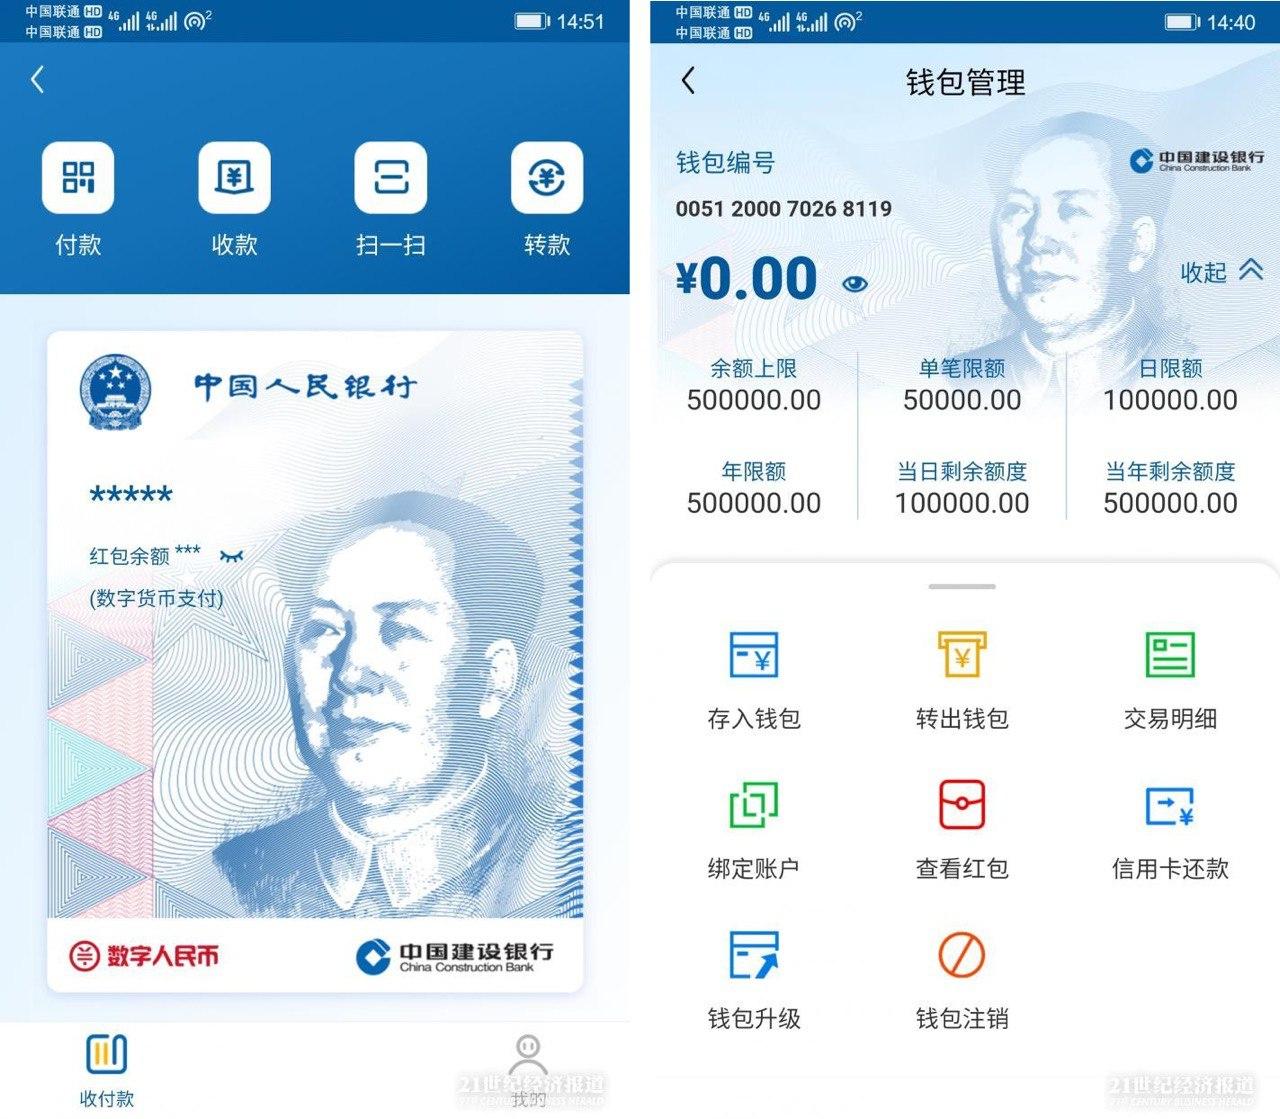 中国联通 HD 4G 4G 2 14:51
中国联通 HD
付款 收款 扫一扫 转款
中国人民银行
*****
红包余额 ***
(数字货币支付)
数字人民币 中国建设银行
China Construction Bank
收付款 我的
21世纪经济报道
21ST CENTURY BUSINESS HERALD
中国联通 HD 4G 4G 2 14:40
中国联通 HD
钱包管理
钱包编号
中国建设银行
China Construction Bank
0051 2000 7026 8119
¥0.00
收起
余额上限 单笔限额 日限额
500000.00 50000.00 100000.00
年限额 当日剩余额度 当年剩余额度
500000.00 100000.00 500000.00
存入钱包 转出钱包 交易明细
绑定账户 查看红包 信用卡还款
钱包升级 钱包注销
21世纪经济报道
21ST CENTURY BUSINESS HERALD